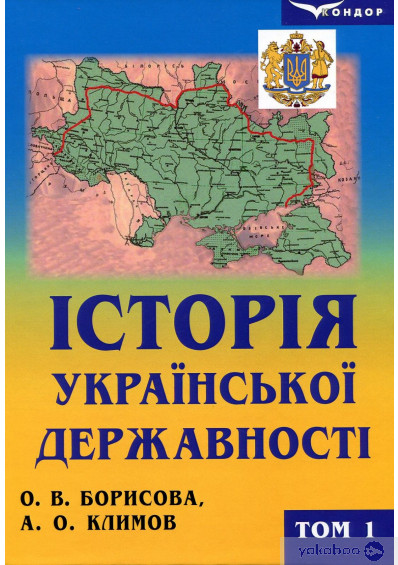 КОНДОР
ІСТОРІЯ
УКРАЇНСЬКОЇ
ДЕРЖАВНОСТІ
О. В. БОРИСОВА,
А. О. КЛИМОВ
ТОМ 1
yakaboo